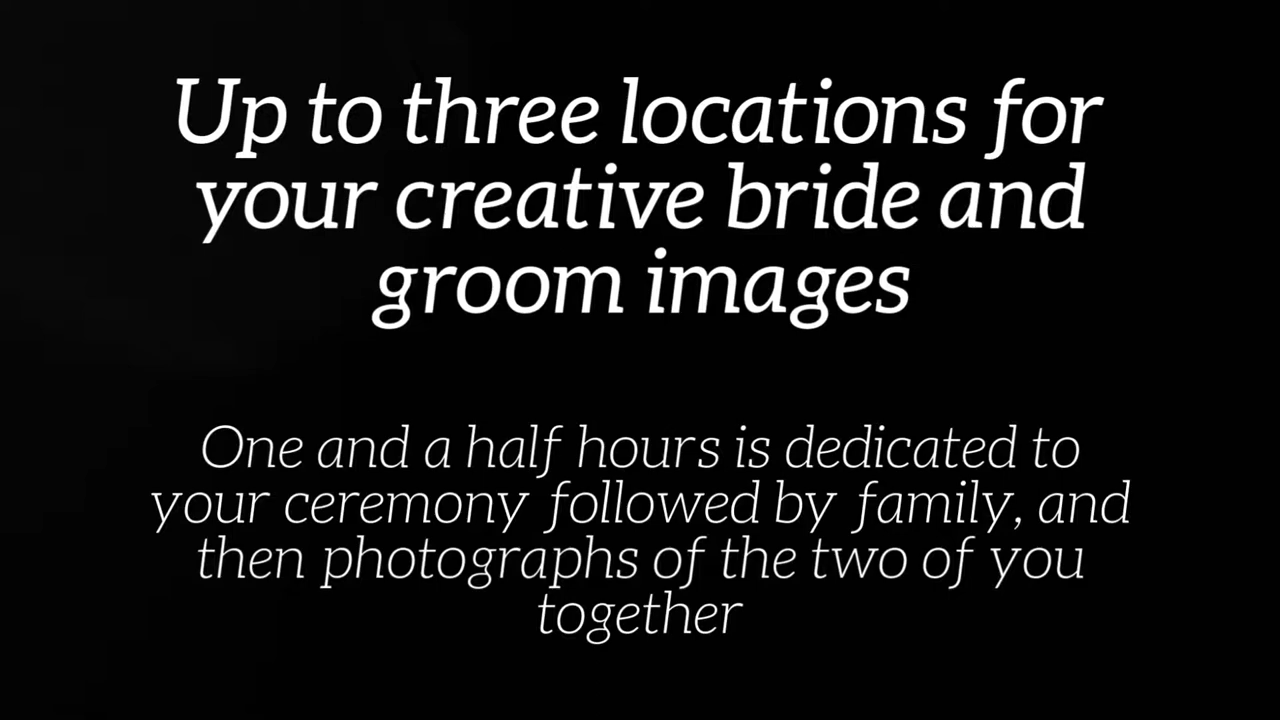 Up to three locations for
your creative bride and
groom images
One and a half hours is dedicated to
your ceremony followed by family, and
then photographs of the two of you
together